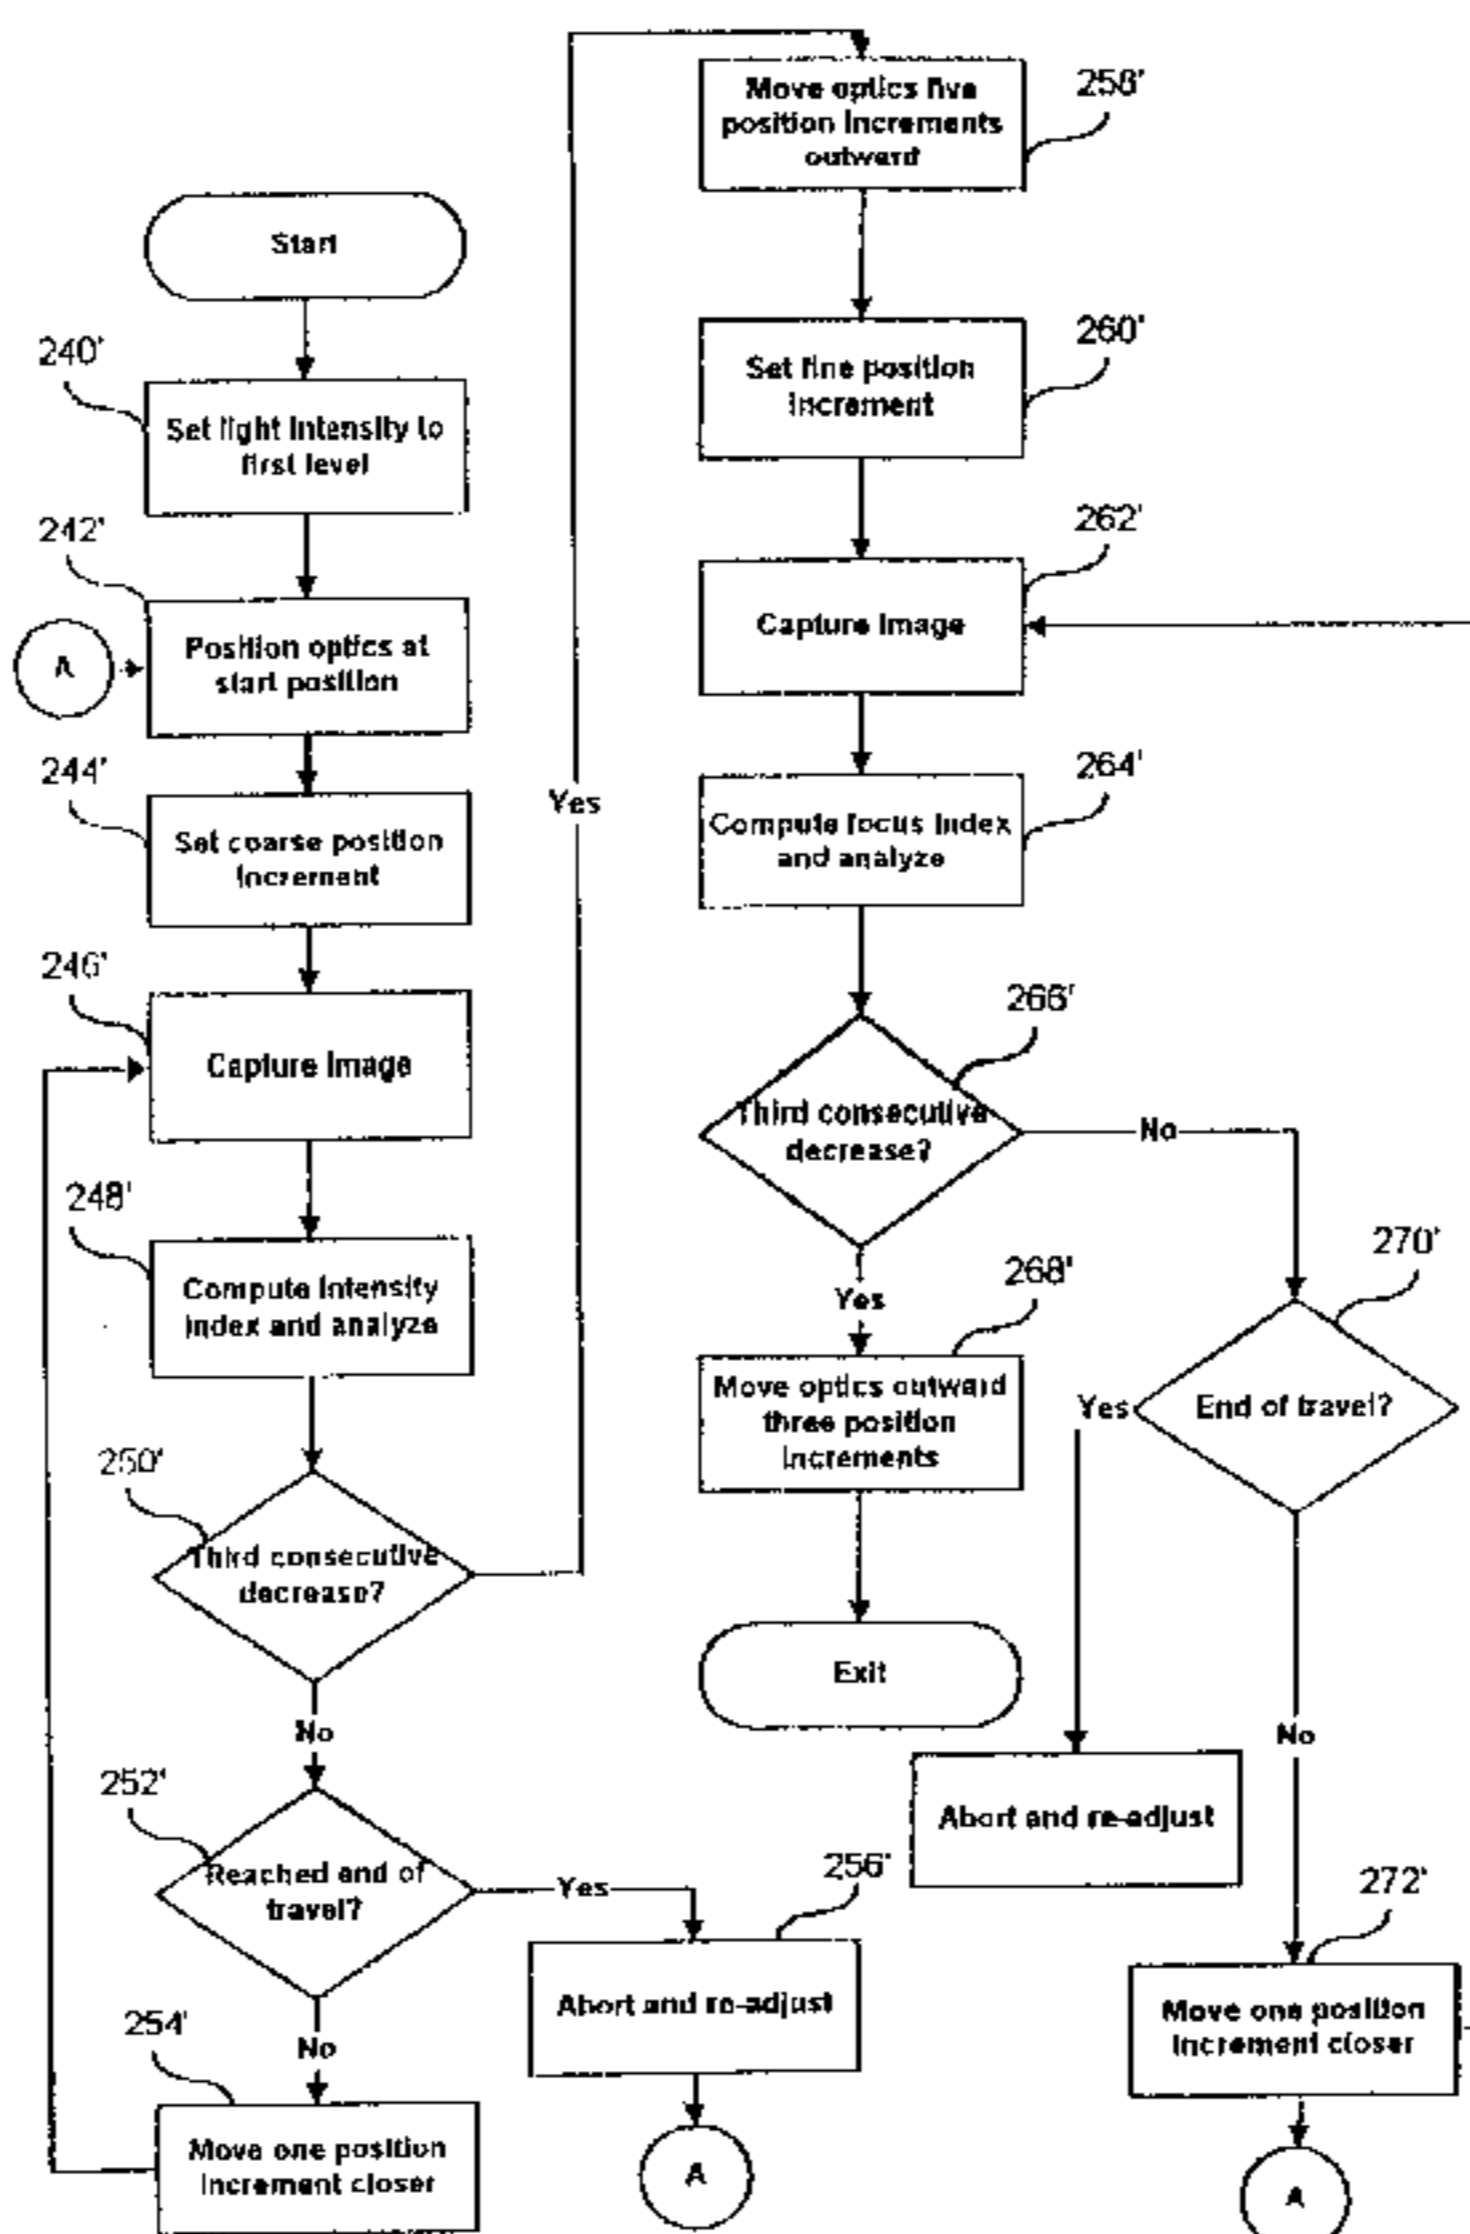 Start
240'
Set light intensity to
first level
242'
A
Position optics at
start position
244'
Set coarse position
increment
246'
Capture Image
248'
Compute Intensity
index and analyze
250'
Third consecutive
decrease?
Yes
No
252'
Reached end of
travel?
Yes
256'
Abort and re-adjust
A
No
254'
Move one position
increment closer
258'
Move optics five
position increments
outward
260'
Set fine position
increment
262'
Capture Image
264'
Compute focus index
and analyze
266'
Third consecutive
decrease?
No
Yes
268'
Move optics outward
three position
increments
Exit
270'
End of travel?
Yes
Abort and re-adjust
No
272'
Move one position
increment closer
A